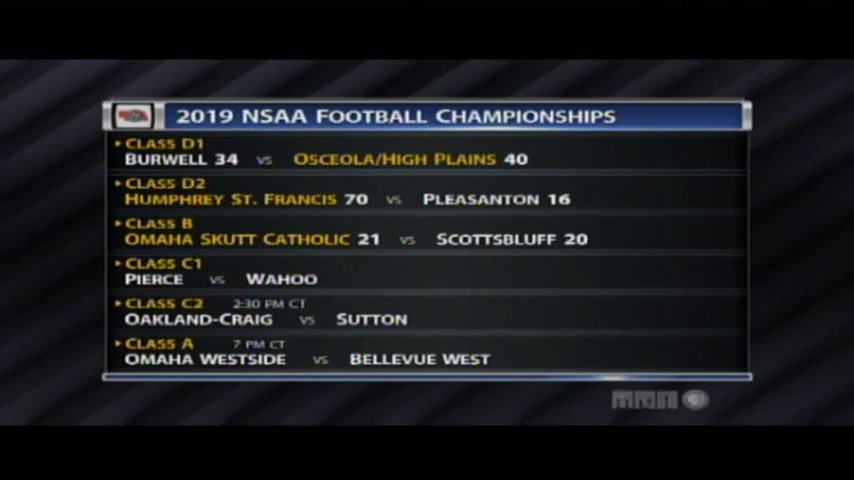 2019 NSAA FOOTBALL CHAMPIONSHIPS
CLASS D1
BURWELL 34 VS OSCEOLA/HIGH PLAINS 40
CLASS D2
HUMPHREY ST. FRANCIS 70 VS PLEASANTON 16
CLASS B
OMAHA SKUTT CATHOLIC 21 VS SCOTTSBLUFF 20
CLASS C1
PIERCE VS WAHOO
CLASS C2 2:30 PM CT
OAKLAND-CRAIG VS SUTTON
CLASS A 7 PM CT
OMAHA WESTSIDE VS BELLEVUE WEST